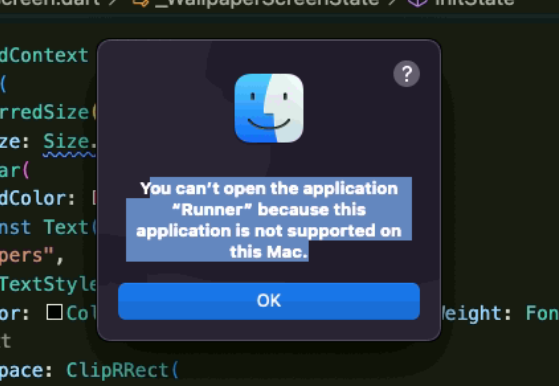 creen.dart
_WallpaperScreenState
initState
?
dContext
(
rredSize(
ze: Size.
ar(
dColor:
nst Text(
pers",
TextStyle
or: Col
Weight: Fon
t
pace: ClipRRect(
You can't open the application
“Runner” because this
application is not supported on
this Mac.
OK